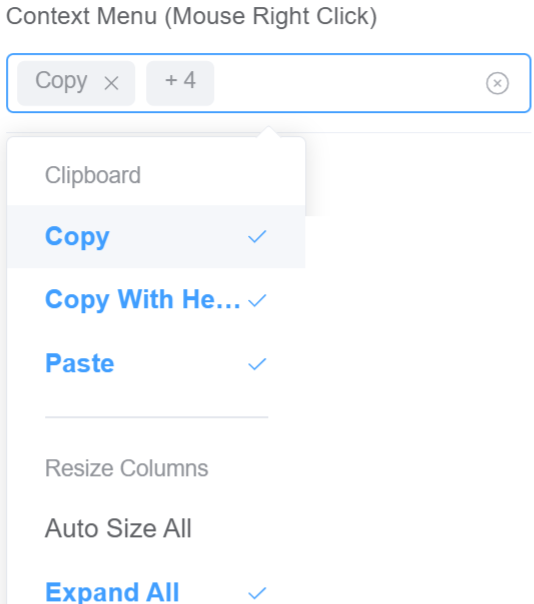 Context Menu (Mouse Right Click)
Copy
+ 4
Clipboard
Copy
Copy With He...
Paste
Resize Columns
Auto Size All
Expand All